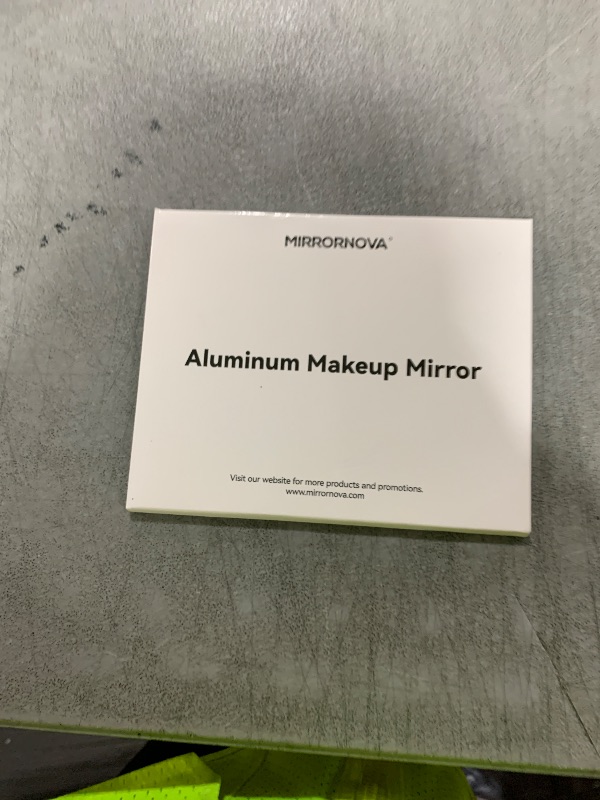 MIRRORNOVA®
Aluminum Makeup Mirror
Visit our website for more products and promotions.
www.mirrornova.com